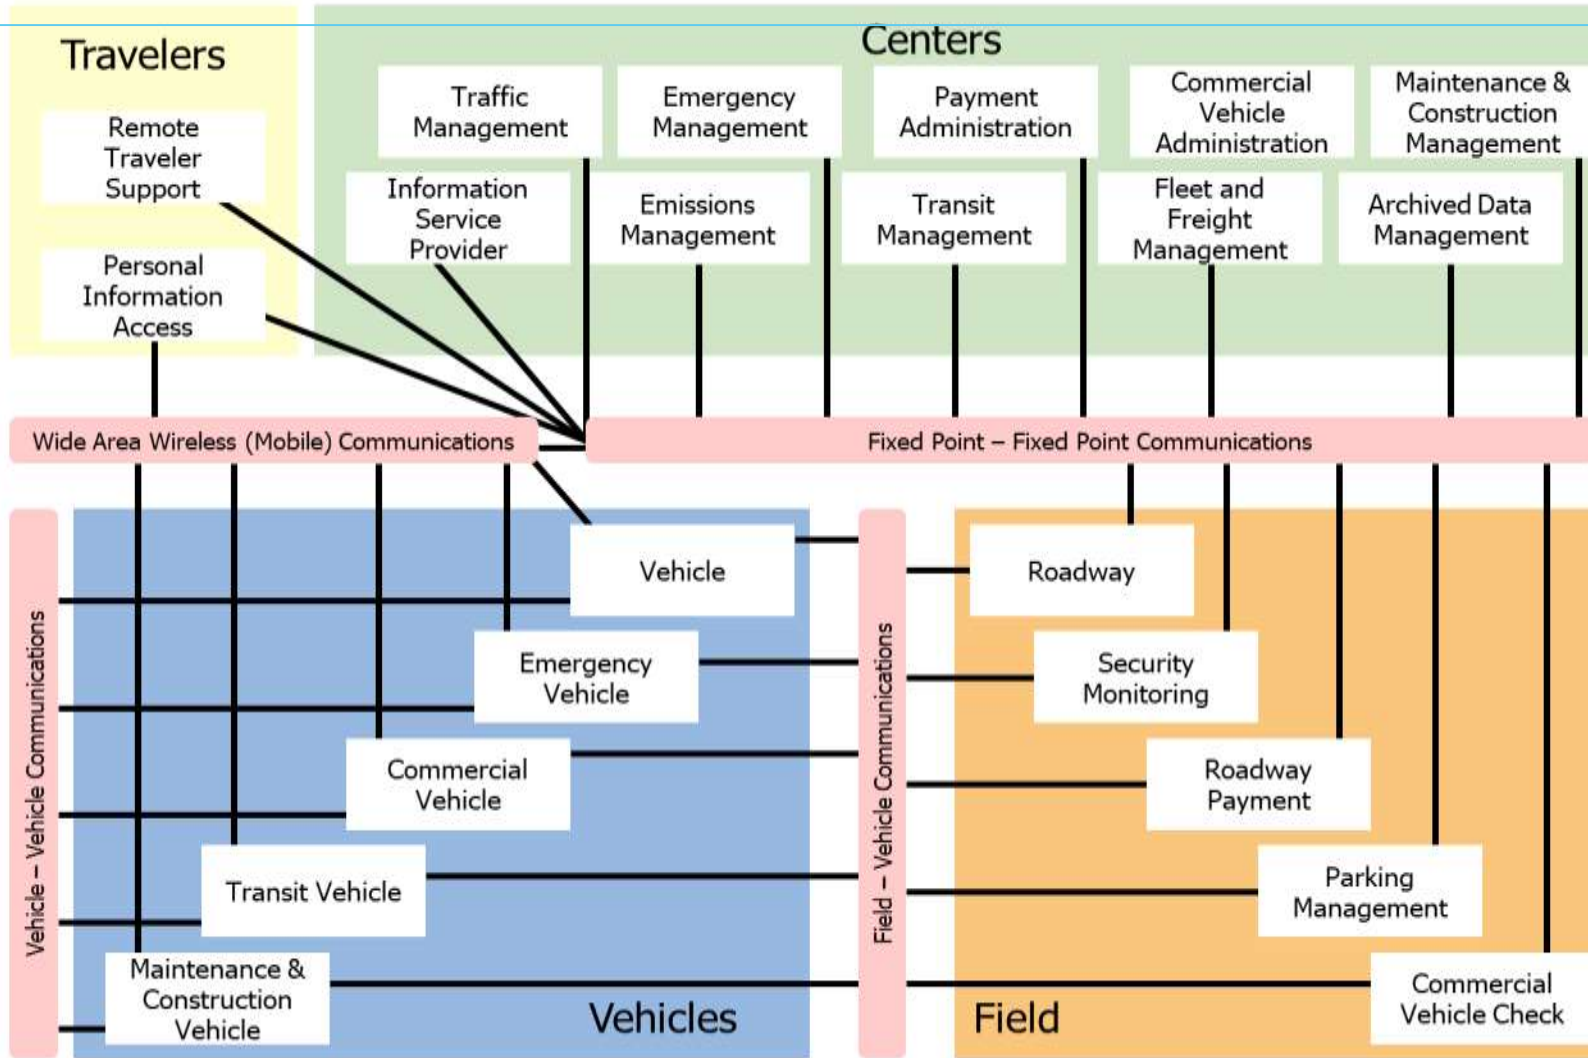 Travelers
Centers
Remote
Traveler
Support
Personal
Information
Access
Traffic
Management
Emergency
Management
Payment
Administration
Commercial
Vehicle
Administration
Maintenance &
Construction
Management
Information
Service
Provider
Emissions
Management
Transit
Management
Fleet and
Freight
Management
Archived Data
Management
Wide Area Wireless (Mobile) Communications
Fixed Point – Fixed Point Communications
Vehicle – Vehicle Communications
Vehicle
Emergency
Vehicle
Commercial
Vehicle
Transit Vehicle
Maintenance &
Construction
Vehicle
Vehicles
Field – Vehicle Communications
Roadway
Security
Monitoring
Roadway
Payment
Parking
Management
Commercial
Vehicle Check
Field